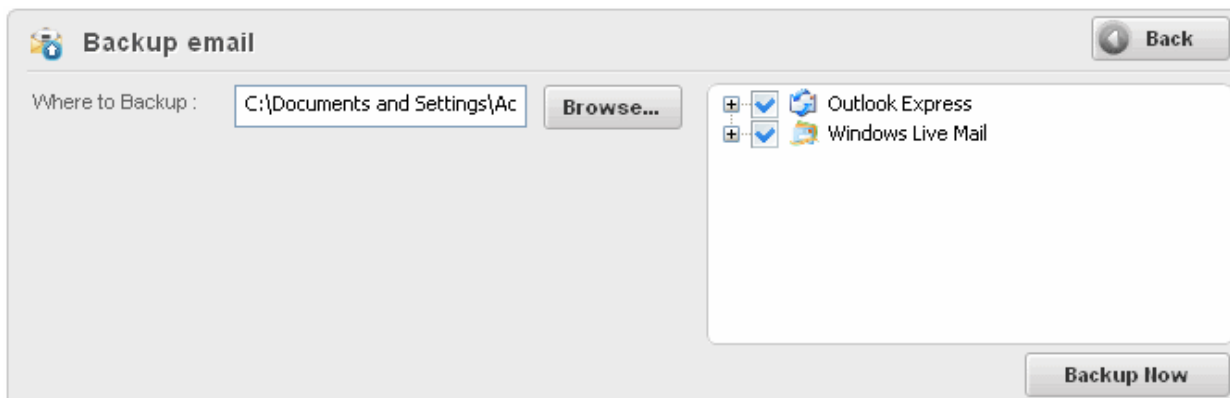 Backup email
Back
Where to Backup :
C:\Documents and Settings\Ac
Browse...
Outlook Express
Windows Live Mail
Backup Now